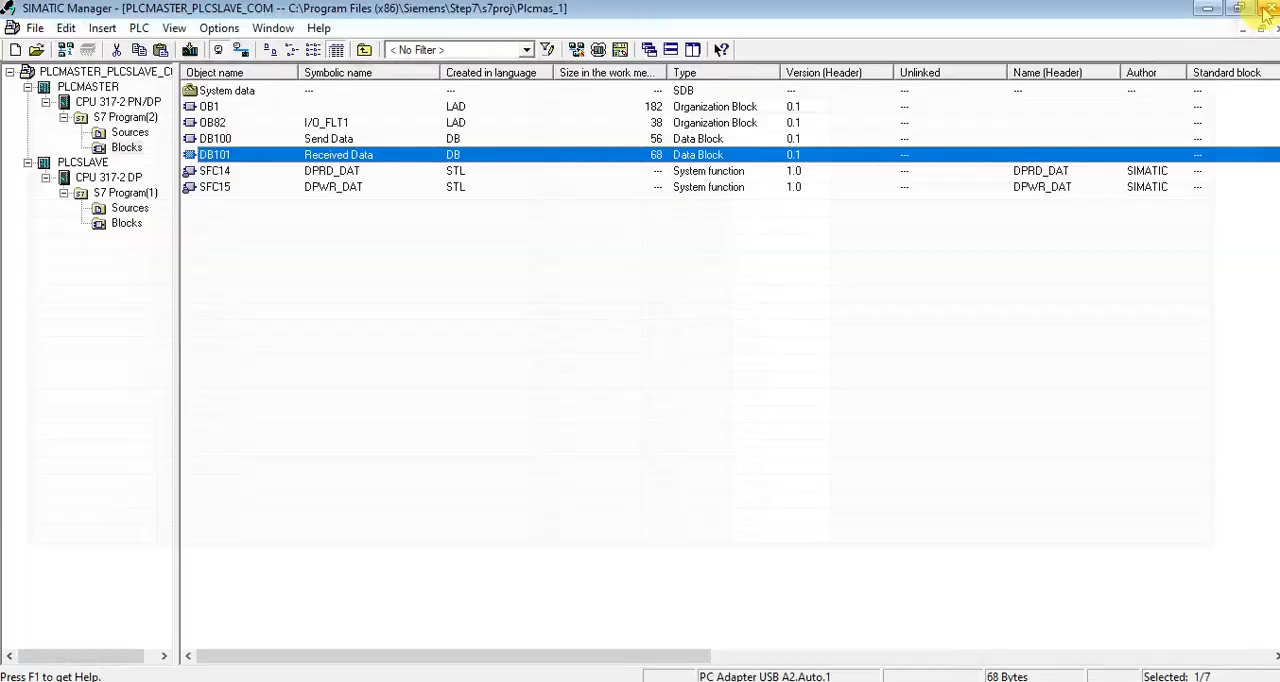 SIMATIC Manager - [PLCMASTER_PLCSLAVE_COM -- C:\Program Files (x86)\Siemens\Step7\s7proj\Plcmas_1]
File Edit Insert PLC View Options Window Help
< No Filter >
PLCMASTER_PLCSLAVE_CO
PLCMASTER
CPU 317-2 PN/DP
S7 Program(2)
Sources
Blocks
PLCSLAVE
CPU 317-2 DP
S7 Program(1)
Sources
Blocks
Object name Symbolic name Created in language Size in the work me... Type Version (Header) Unlinked Name (Header) Author Standard block
System data --- --- --- SDB --- --- --- ---
OB1 LAD 182 Organization Block 0.1 --- ---
OB82 I/O_FLT1 LAD 38 Organization Block 0.1 --- ---
DB100 Send Data DB 56 Data Block 0.1 --- ---
DB101 Received Data DB 68 Data Block 0.1 --- ---
SFC14 DPRD_DAT STL --- System function 1.0 --- DPRD_DAT SIMATIC ---
SFC15 DPWR_DAT STL --- System function 1.0 --- DPWR_DAT SIMATIC ---
Press F1 to get Help. PC Adapter USB A2.Auto.1 68 Bytes Selected: 1/7